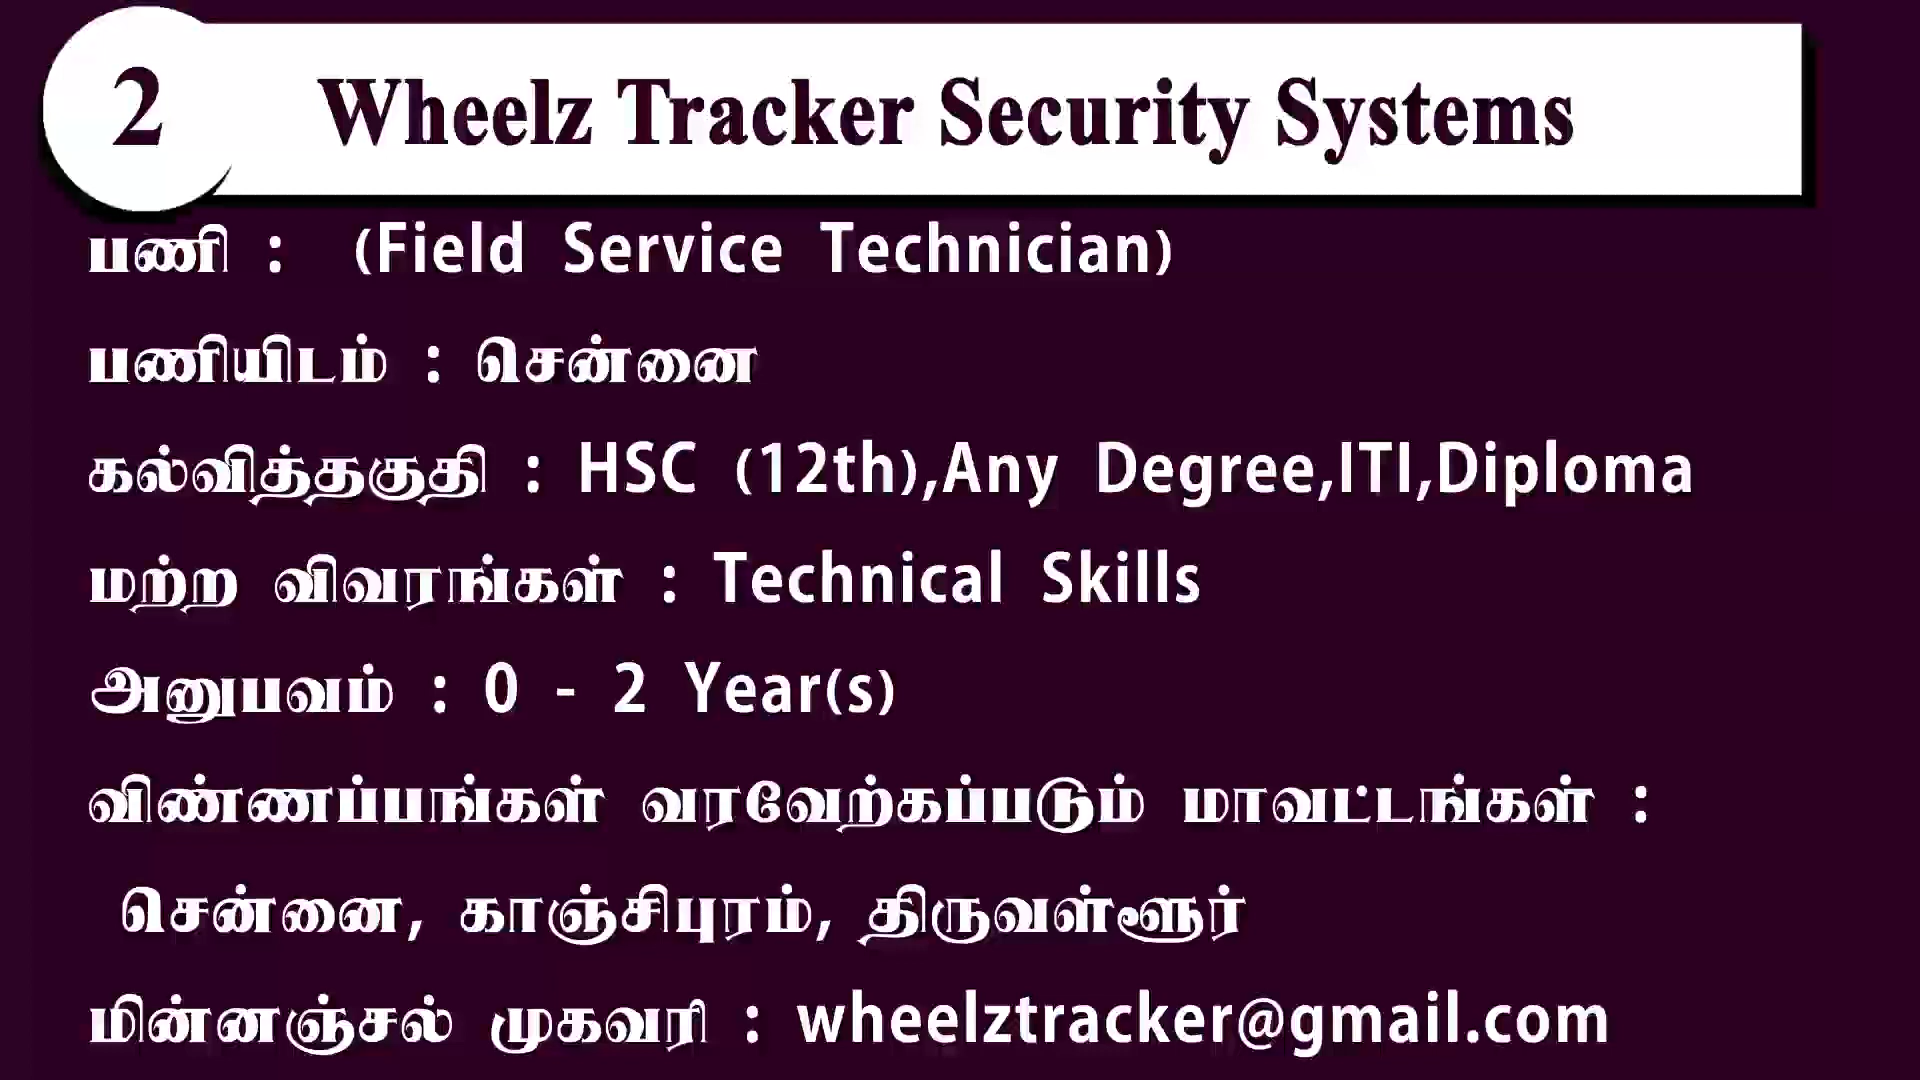 2 Wheelz Tracker Security Systems
பணி : (Field Service Technician)
பணியிடம் : சென்னை
கல்வித்தகுதி : HSC (12th),Any Degree,ITI,Diploma
மற்ற விவரங்கள் : Technical Skills
அனுபவம் : 0 - 2 Year(s)
விண்ணப்பங்கள் வரவேற்கப்படும் மாவட்டங்கள் :
சென்னை, காஞ்சிபுரம், திருவள்ளூர்
மின்னஞ்சல் முகவரி : wheelztracker@gmail.com